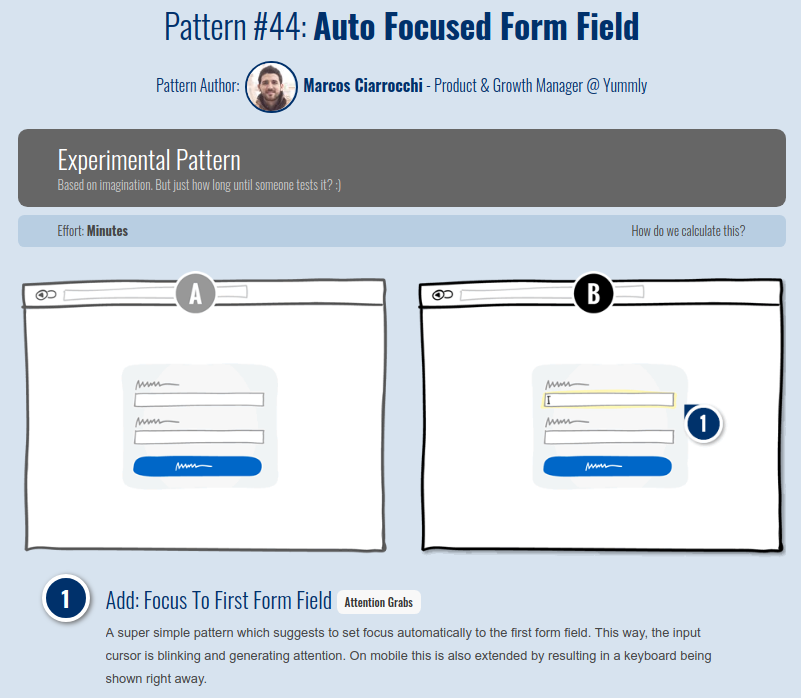 Pattern #44: Auto Focused Form Field
Pattern Author: Marcos Ciarrocchi - Product & Growth Manager @ Yummly
Experimental Pattern
Based on imagination. But just how long until someone tests it? :)
Effort: Minutes How do we calculate this?
A B
1
1 Add: Focus To First Form Field Attention Grabs
A super simple pattern which suggests to set focus automatically to the first form field. This way, the input
cursor is blinking and generating attention. On mobile this is also extended by resulting in a keyboard being
shown right away.